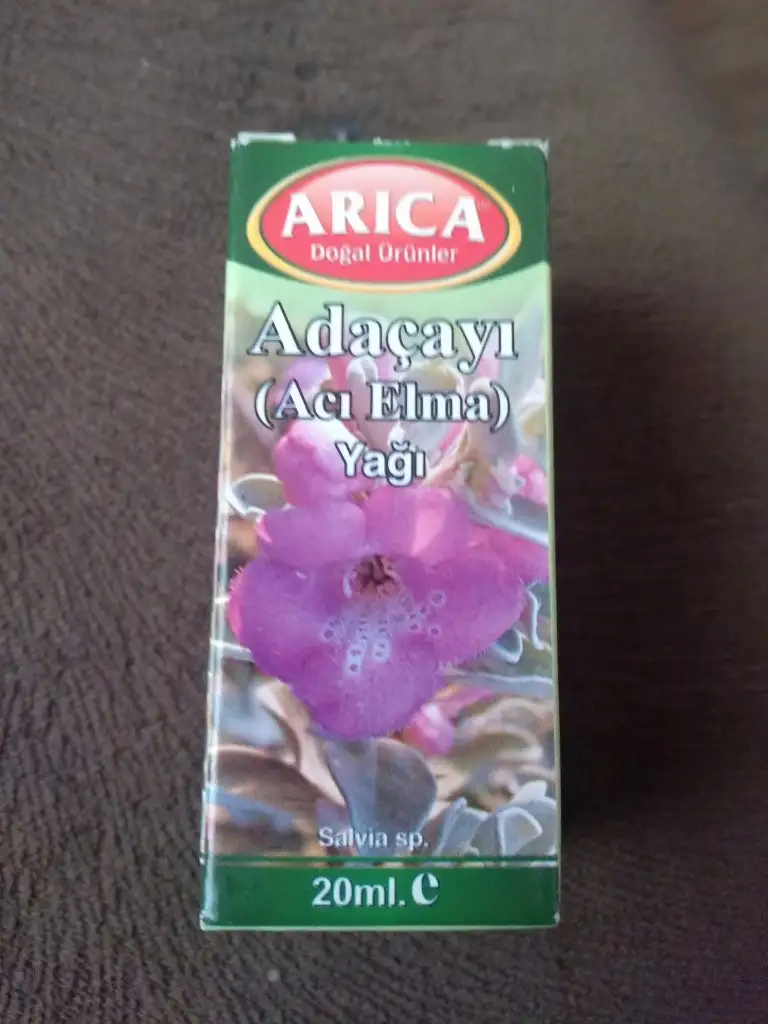 ARICA
Doğal Ürünler
Adaçayı
(Acı Elma)
Yağı
Salvia sp.
20ml. e